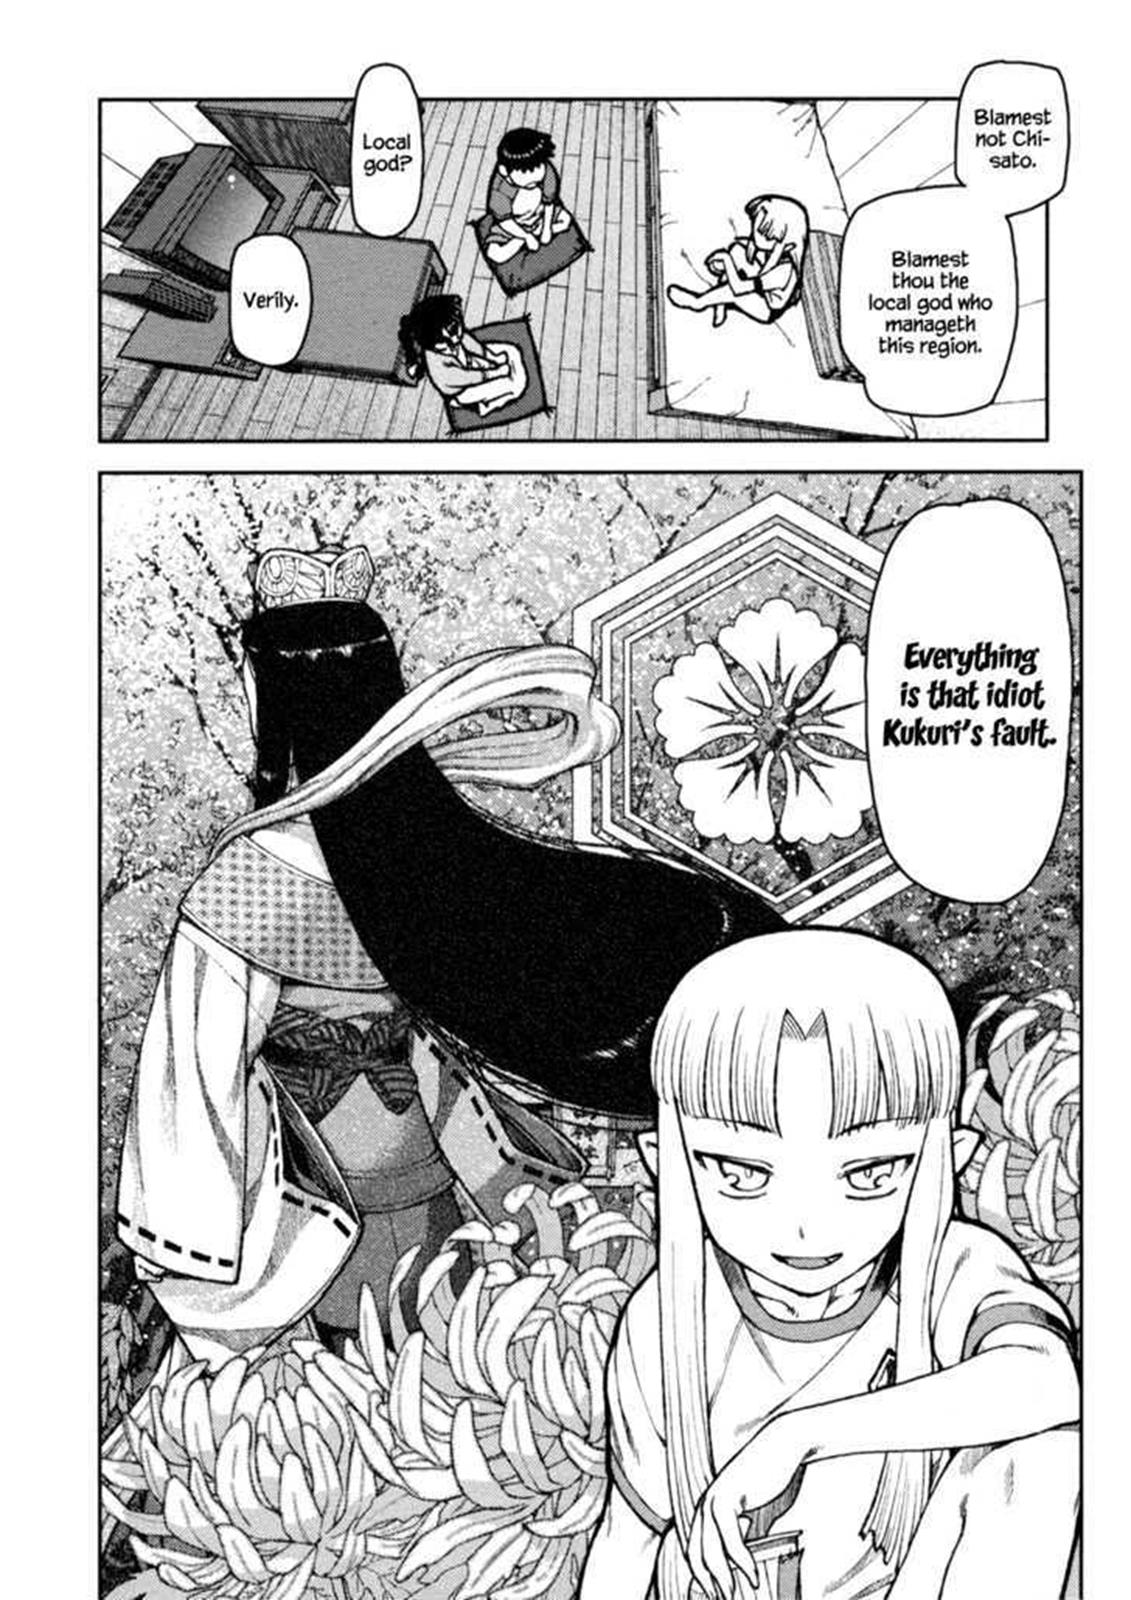 Blamest
not Chi-
sato.
Blamest
thou the
local god who
manageth
this region.
Local
god?
Verily.
Everything
is that idiot
Kukuri's fault.